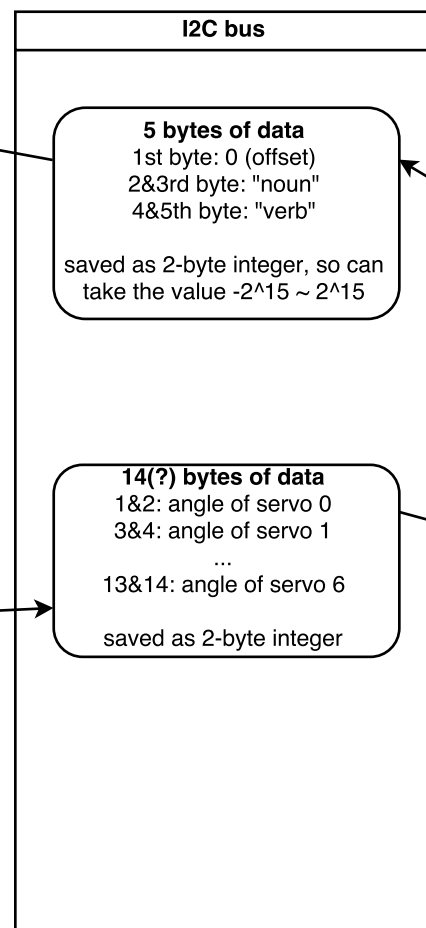 I2C bus
5 bytes of data
1st byte: 0 (offset)
2&3rd byte: "noun"
4&5th byte: "verb"
saved as 2-byte integer, so can
take the value -2^15 ~ 2^15
14(?) bytes of data
1&2: angle of servo 0
3&4: angle of servo 1
...
13&14: angle of servo 6
saved as 2-byte integer